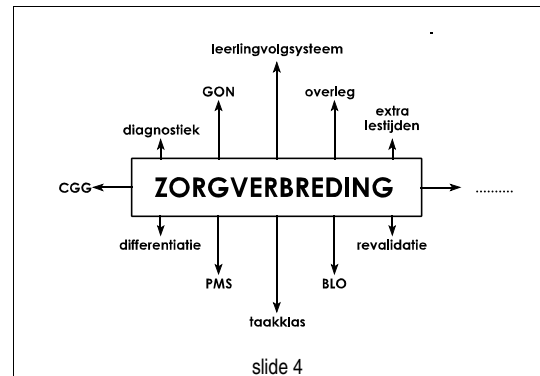 leerlingvolgsysteem
GON
overleg
extra
lestijden
diagnostiek
CGG
ZORGVERBREDING
..........
differentiatie
revalidatie
PMS
BLO
taakklas
slide 4